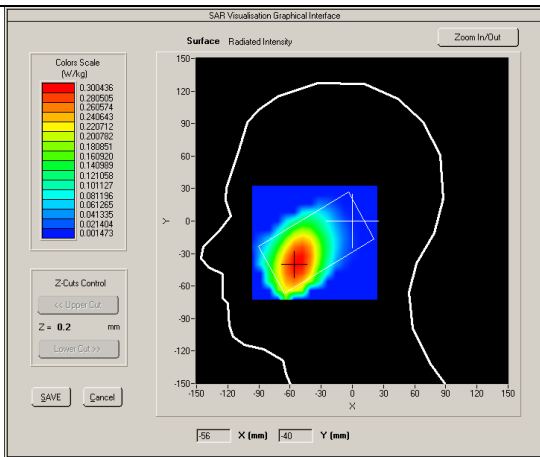 SAR Visualisation Graphical Interface
Surface Radiated Intensity
Zoom In/Out
Colors Scale
(W/kg)
0.300436
0.280505
0.260574
0.240643
0.220712
0.200782
0.180851
0.160920
0.140989
0.121058
0.101127
0.081196
0.061265
0.041335
0.021404
0.001473
Z-Cuts Control
<< Upper Cut
Z = 0.2 mm
Lower Cut >>
SAVE Cancel
150
120
90
60
30
0
-30
-60
-90
-120
-150
Y
-150 -120 -90 -60 -30 0 30 60 90 120 150
X
-56 X (mm) -40 Y (mm)